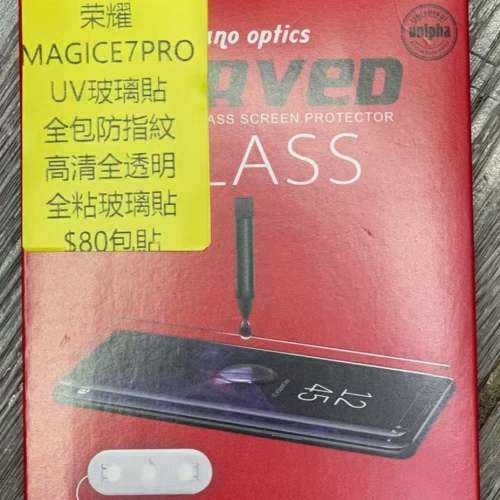 荣耀
MAGICE7PRO
UV玻璃貼
全包防指紋
高清全透明
全粘玻璃貼
$80包貼
ano optics
unipha
RVED
ASS SCREEN PROTECTOR
LASS
12
45